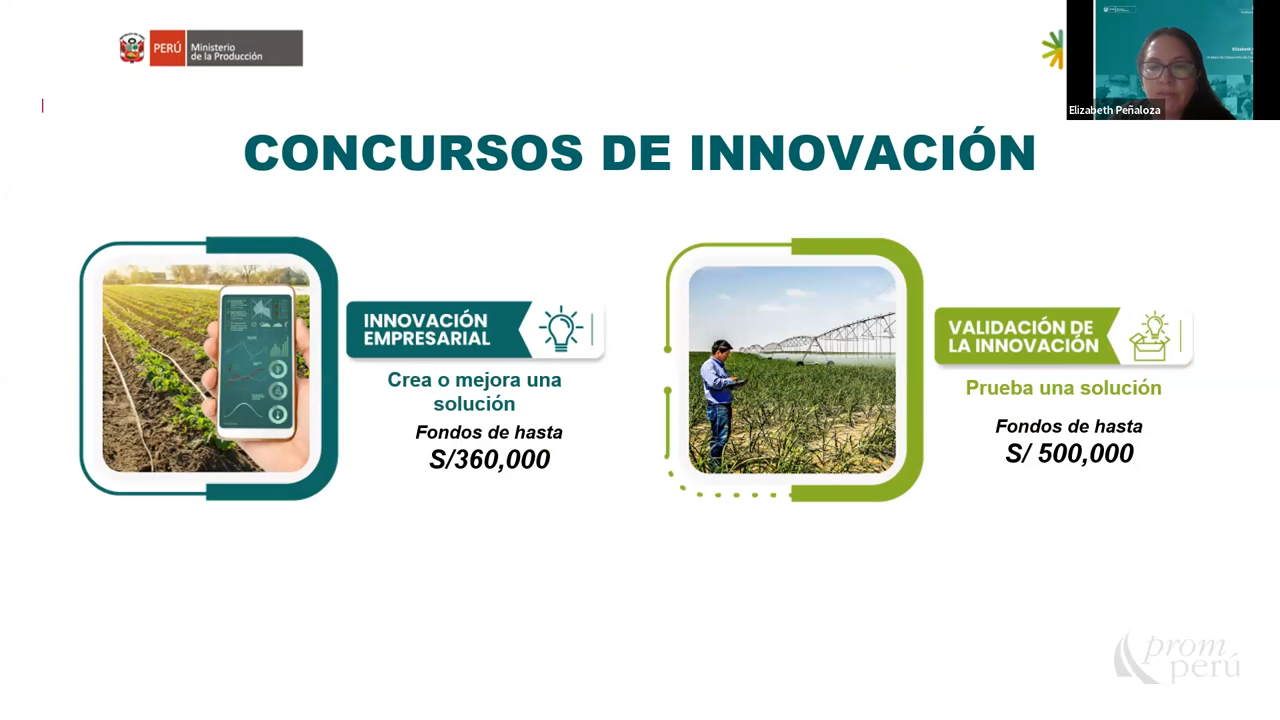 PERÚ
Ministerio
de la Producción
Elizabeth Peñaloza
CONCURSOS DE INNOVACIÓN
INNOVACIÓN
EMPRESARIAL
Crea o mejora una
solución
Fondos de hasta
S/360,000
VALIDACIÓN DE
LA INNOVACIÓN
Prueba una solución
Fondos de hasta
S/ 500,000
prom
perú